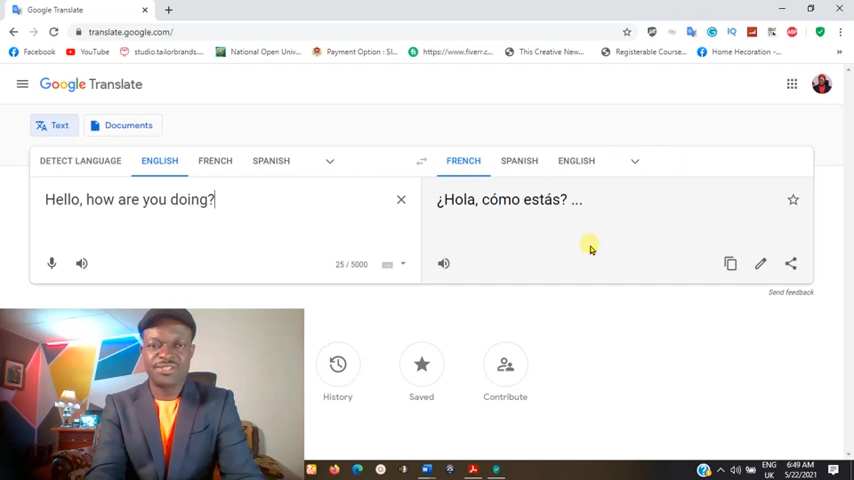 Google Translate
translate.google.com/
Facebook
YouTube
studio.tailorbrands...
National Open Univ...
Payment Option : Sl...
https://www.fiverr.c...
This Creative New...
Registerable Course...
Home Hecoration -...
Google Translate
Text
Documents
DETECT LANGUAGE
ENGLISH
FRENCH
SPANISH
FRENCH
SPANISH
ENGLISH
Hello, how are you doing?
¿Hola, cómo estás? ...
25 / 5000
Send feedback
History
Saved
Contribute
ENG
UK
6:49 AM
5/22/2021